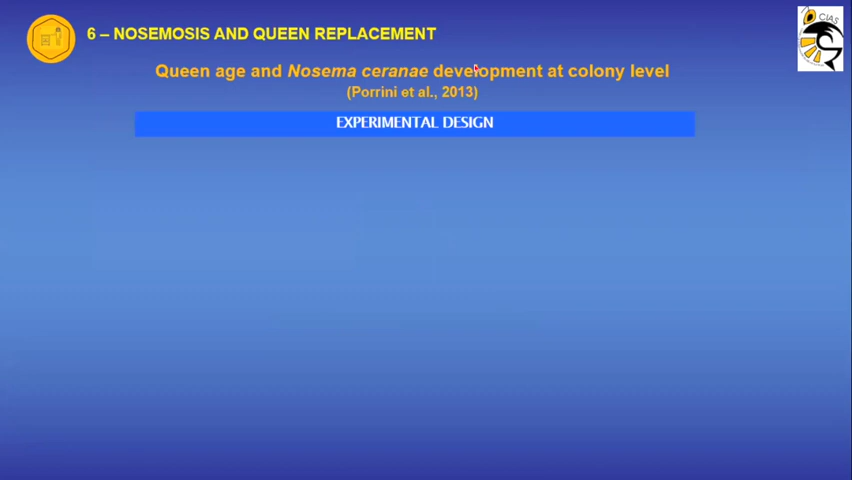 6 – NOSEMOSIS AND QUEEN REPLACEMENT
CIAS
Queen age and Nosema ceranae development at colony level
(Porrini et al., 2013)
EXPERIMENTAL DESIGN